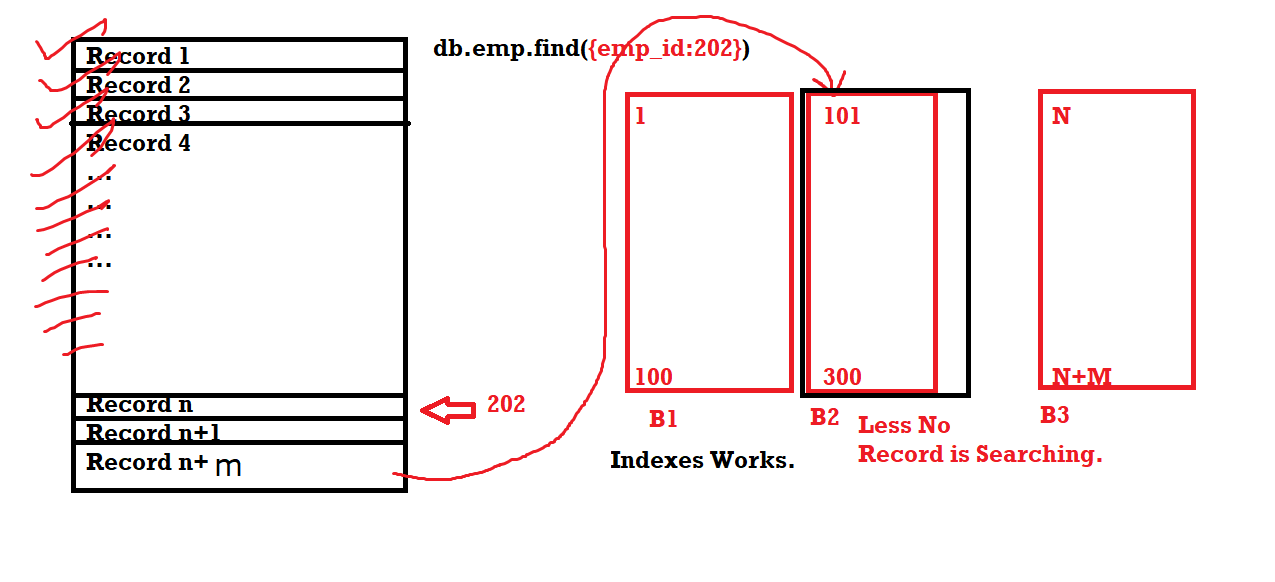 Record 1
Record 2
Record 3
Record 4
...
...
...
...
Record n
Record n+1
Record n+ m
202
db.emp.find({emp_id:202})
1
100
B1
101
300
B2
N
N+M
B3
Indexes Works.
Less No
Record is Searching.